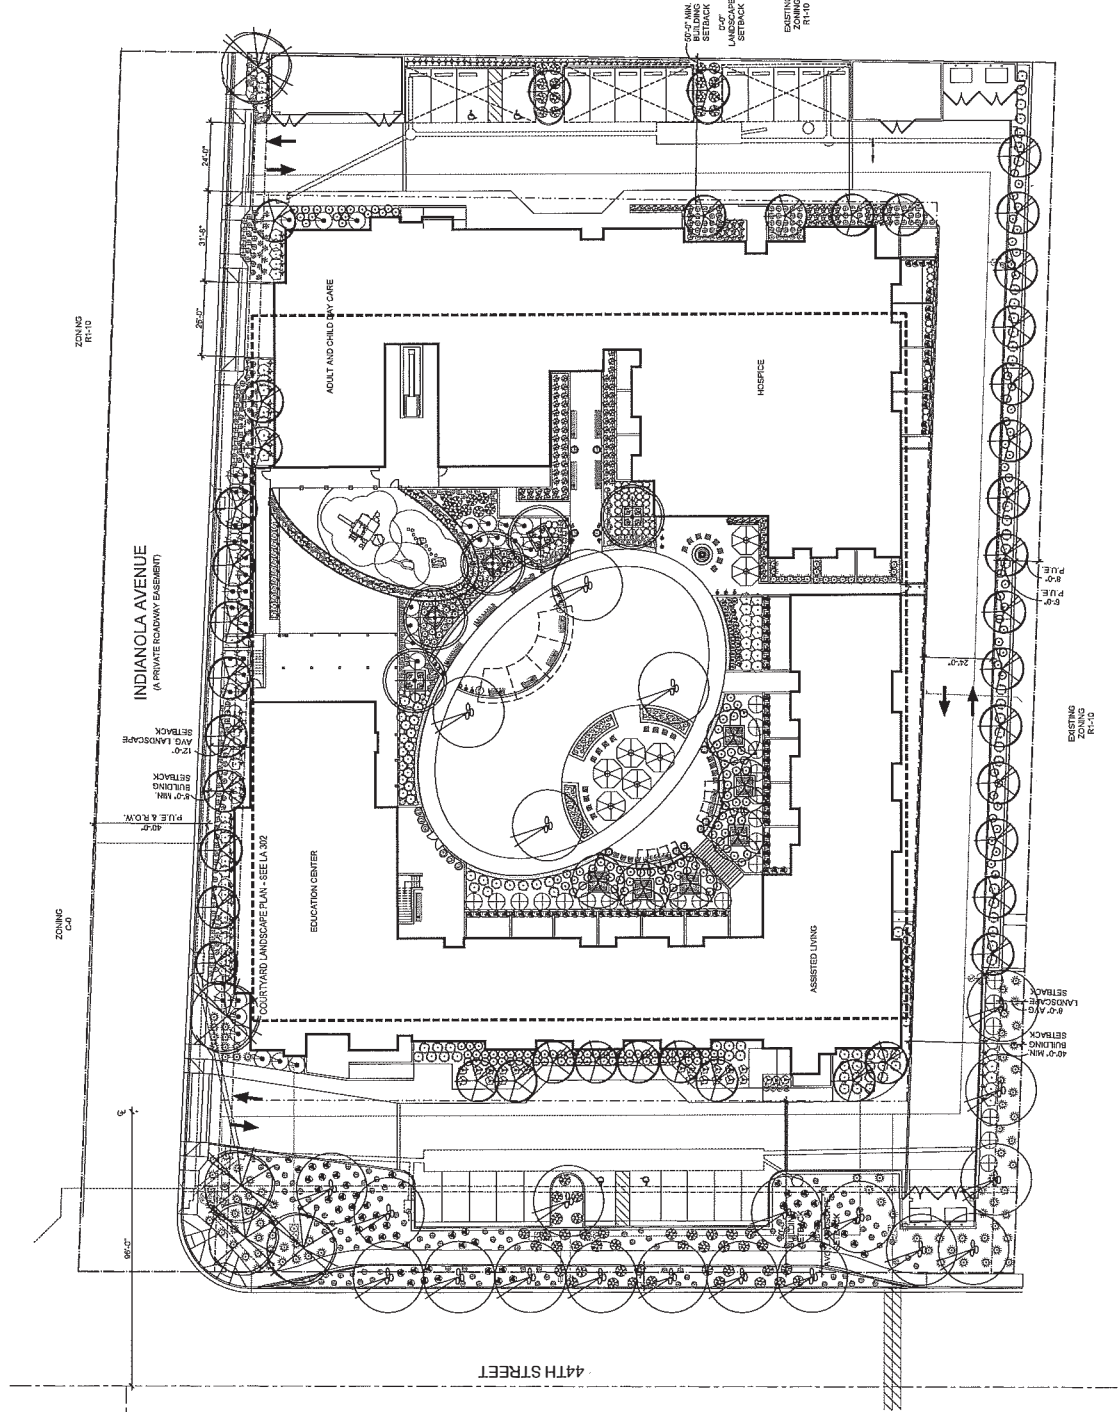 50'-0" MIN.
BUILDING
SETBACK
0'-0"
LANDSCAPE
SETBACK
EXISTING
ZONING
R1-10
24'-0"
31'-6"
26'-0"
ZONING
R1-10
ADULT AND CHILD DAY CARE
HOSPICE
INDIANOLA AVENUE
(A PRIVATE ROADWAY EASEMENT)
8'-0"
P.U.E.
6'-0"
P.U.E.
24'-0"
EXISTING
ZONING
R1-10
12'-0"
AVG. LANDSCAPE
SETBACK
8'-0" MIN.
BUILDING
SETBACK
40'-0"
P.U.E & R.O.W.
ZONING
C-O
EDUCATION CENTER
COURTYARD LANDSCAPE PLAN - SEE LA 302
ASSISTED LIVING
8'-0" AVG
LANDSCAPE
SETBACK
40'-0" MIN.
BUILDING
SETBACK
66'-0"
SETBACK
44TH STREET